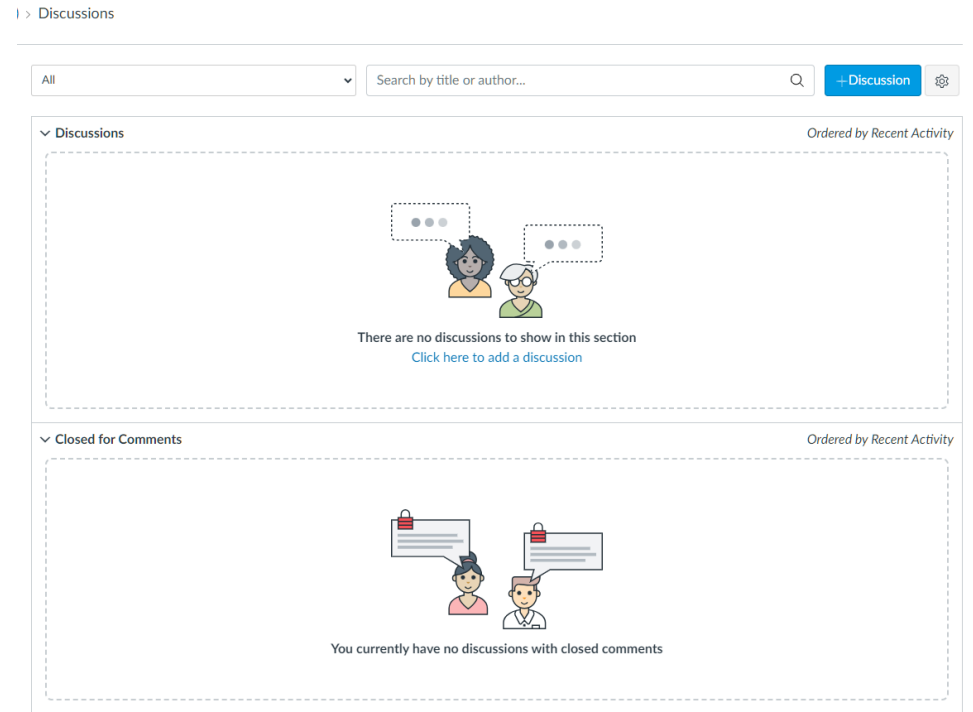 ) > Discussions
All
Search by title or author...
+Discussion
Discussions
Ordered by Recent Activity
There are no discussions to show in this section
Click here to add a discussion
Closed for Comments
Ordered by Recent Activity
You currently have no discussions with closed comments